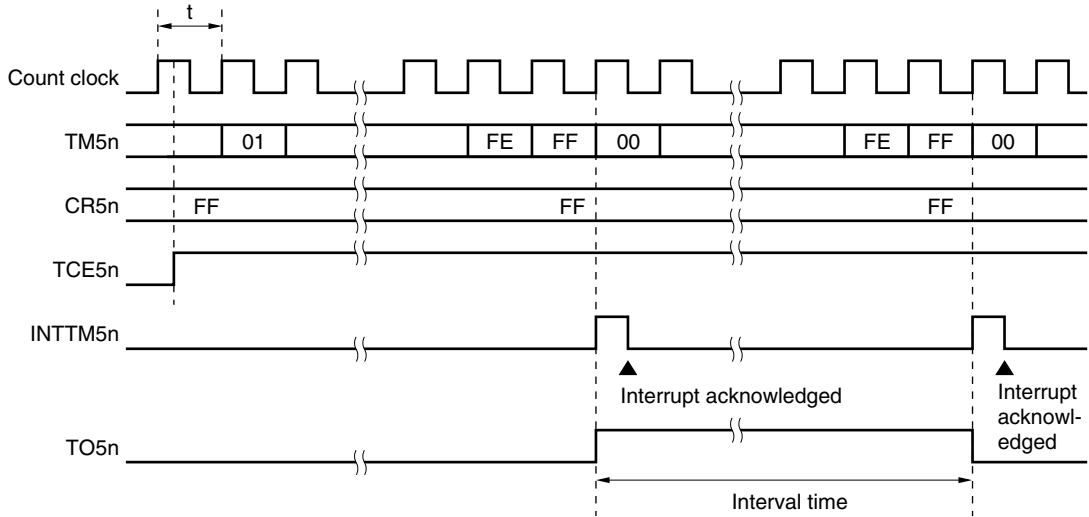 t
Count clock
TM5n 01 FE FF 00 FE FF 00
CR5n FF FF FF
TCE5n
INTTM5n
Interrupt acknowledged
Interrupt
acknowl-
edged
TO5n
Interval time